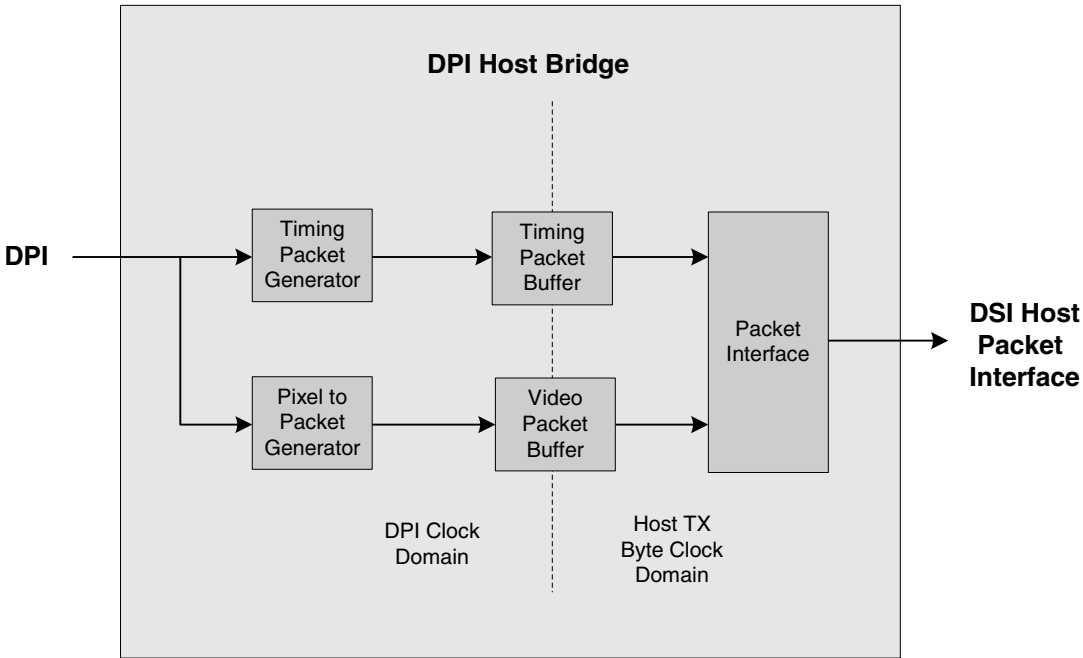 DPI Host Bridge
DPI
Timing
Packet
Generator
Timing
Packet
Buffer
Packet
Interface
DSI Host
Packet
Interface
Pixel to
Packet
Generator
Video
Packet
Buffer
DPI Clock
Domain
Host TX
Byte Clock
Domain